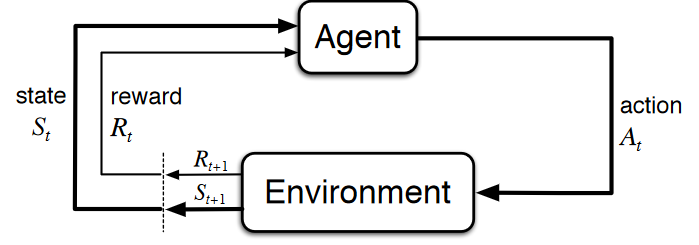 Agent
state
S_t
reward
R_t
action
A_t
R_{t+1}
S_{t+1}
Environment